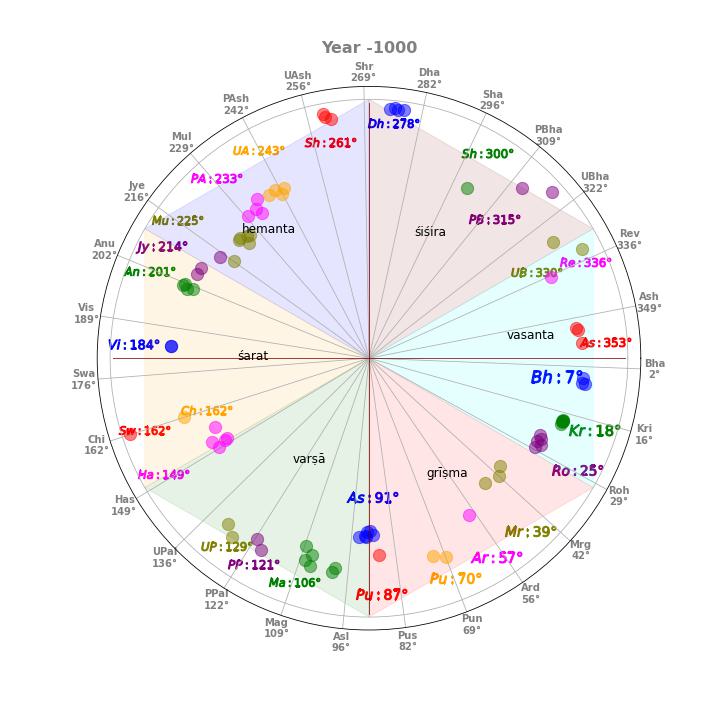 Year -1000
Shr
269°
Dha
282°
UAsh
256°
Sha
296°
PAsh
242°
PBha
309°
Mul
229°
UBha
322°
Jye
216°
Rev
336°
Anu
202°
Ash
349°
Vis
189°
Bha
2°
Swa
176°
Kri
16°
Chi
162°
Roh
29°
Has
149°
Mrg
42°
UPal
136°
Ard
56°
PPal
122°
Pun
69°
Mag
109°
Pus
82°
Asl
96°
Dh:278°
Sh:261°
UA:243°
Sh:300°
PA:233°
PB:315°
Mu:225°
hemanta
śiśira
Jy:214°
UB:330°
Re:336°
An:201°
Vi:184°
śarat
vasanta
As:353°
Bh:7°
Ch:162°
Sw:162°
Kr:18°
Ha:149°
varṣā
grīṣma
Ro:25°
As:91°
Mr:39°
UP:129°
PP:121°
Ar:57°
Ma:106°
Pu:70°
Pu:87°